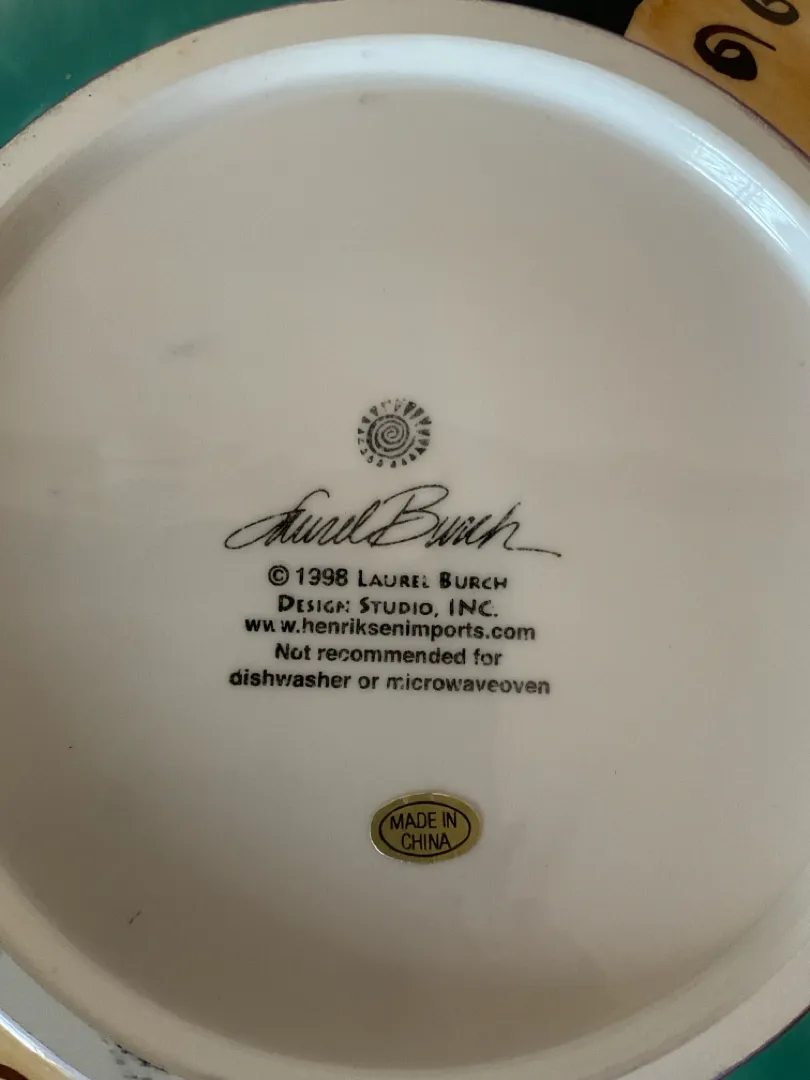 Laurel Burch
© 1998 LAUREL BURCH
DESIGN STUDIO, INC.
www.henriksenimports.com
Not recommended for
dishwasher or microwaveoven
MADE IN
CHINA